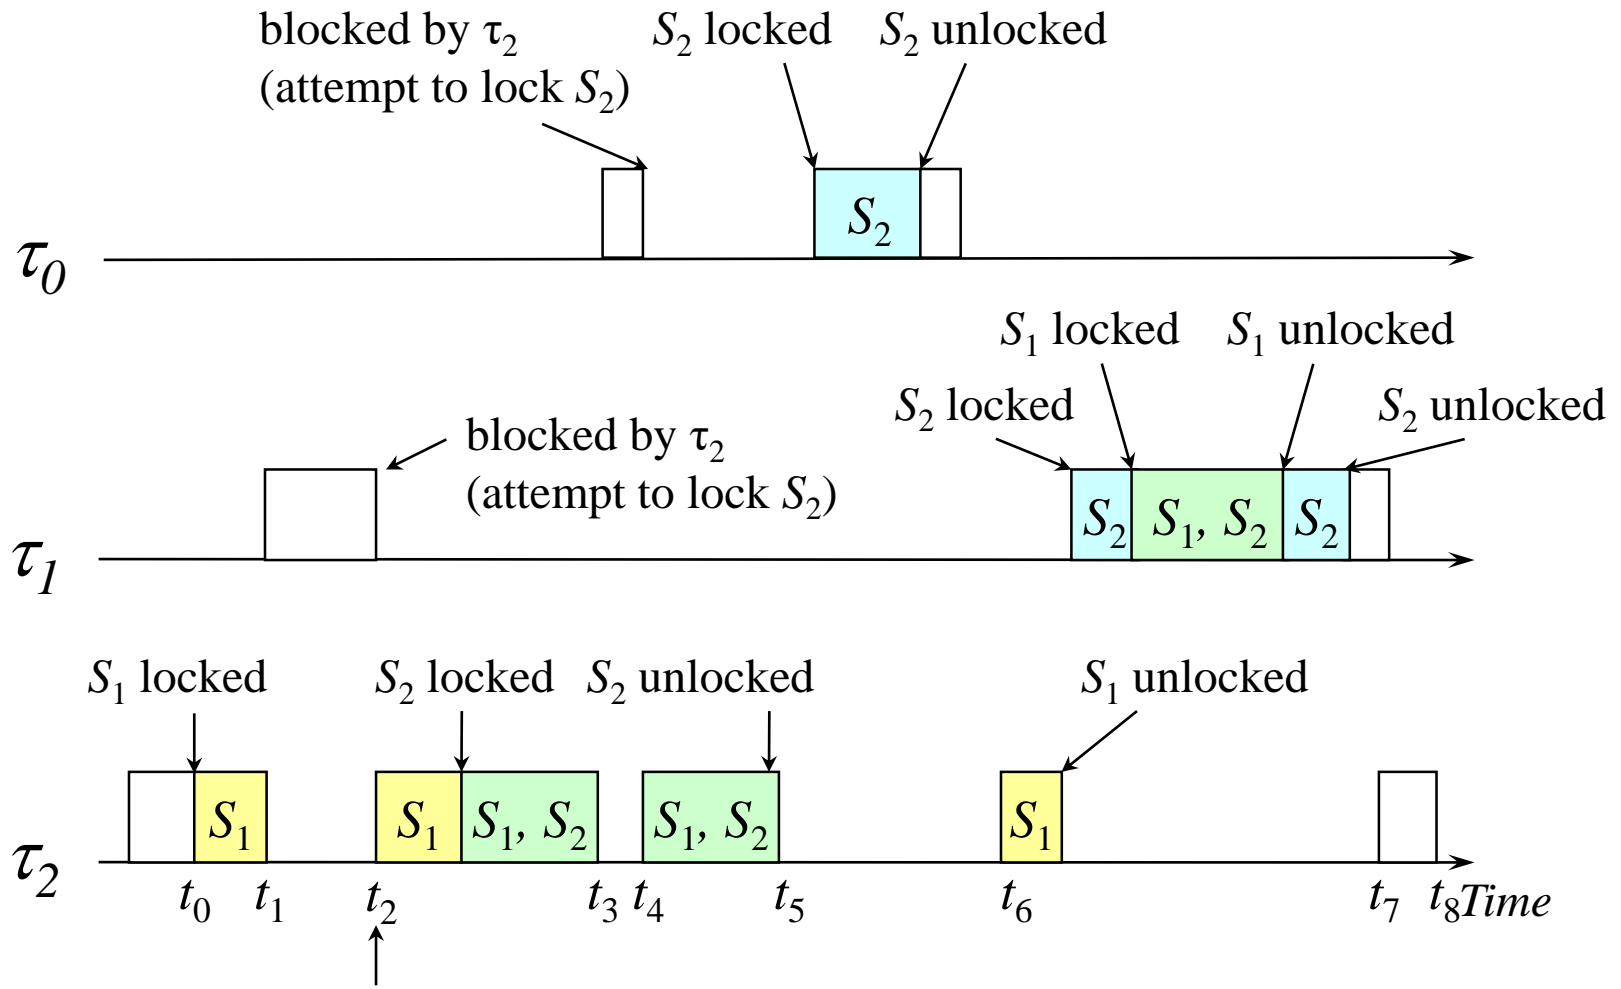 blocked by τ₂
(attempt to lock S₂)
S₂ locked
S₂ unlocked
S₂
τ₀
S₁ locked
S₁ unlocked
S₂ locked
S₂ unlocked
blocked by τ₂
(attempt to lock S₂)
S₂
S₁, S₂
S₂
τ₁
S₁ locked
S₂ locked
S₂ unlocked
S₁ unlocked
S₁
S₁
S₁, S₂
S₁, S₂
S₁
τ₂
t₀ t₁ t₂ t₃ t₄ t₅ t₆ t₇ t₈ Time